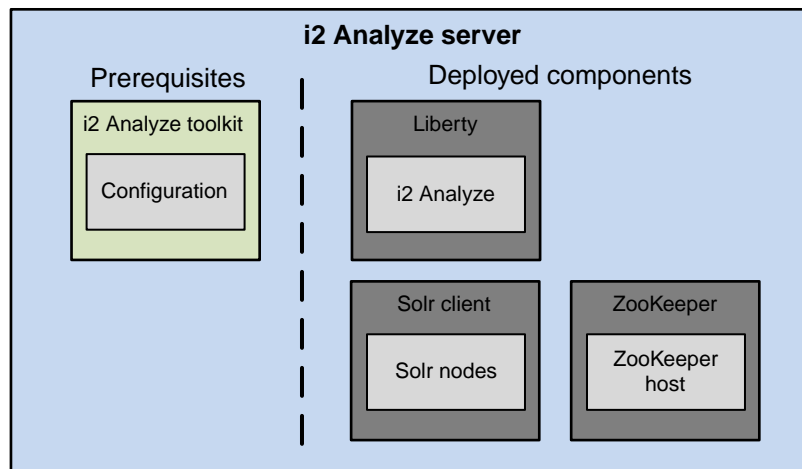 i2 Analyze server
Prerequisites
Deployed components
i2 Analyze toolkit
Configuration
Liberty
i2 Analyze
Solr client
Solr nodes
ZooKeeper
ZooKeeper
host